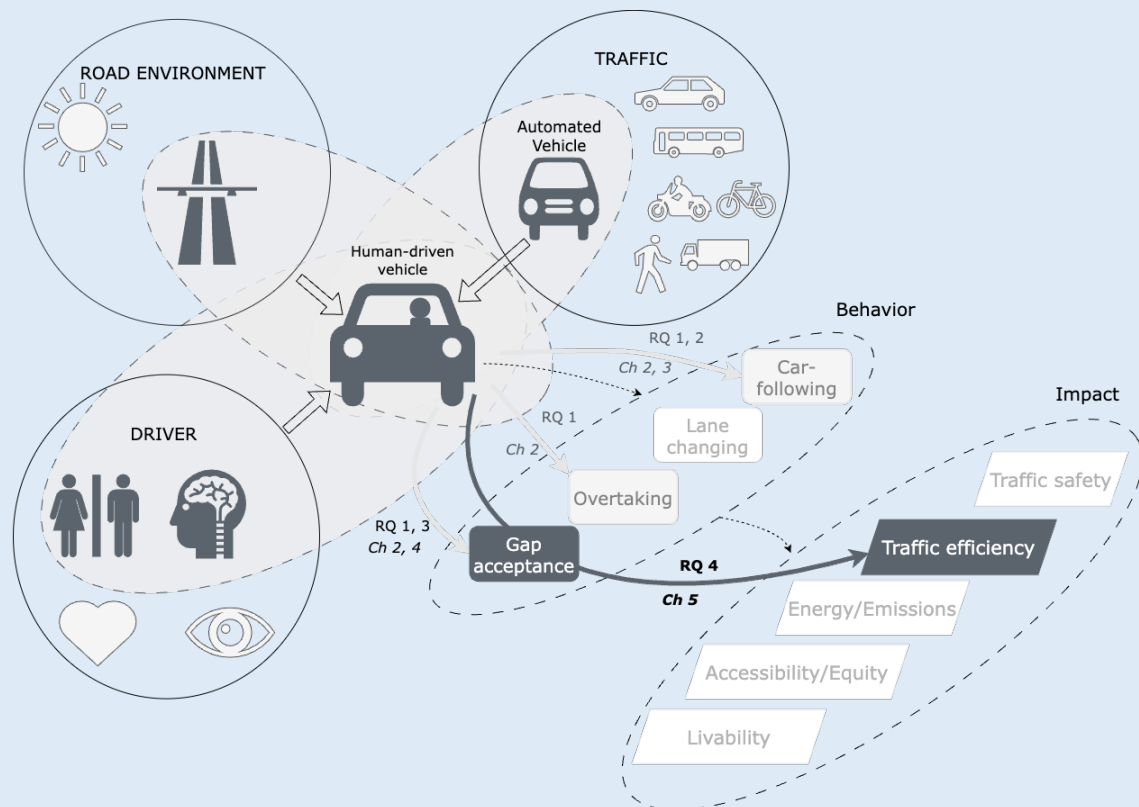 ROAD ENVIRONMENT
TRAFFIC
Automated
Vehicle
Human-driven
vehicle
DRIVER
Behavior
RQ 1, 2
Ch 2, 3
Car-
following
Lane
changing
RQ 1
Ch 2
Overtaking
RQ 1, 3
Ch 2, 4
Gap
acceptance
RQ 4
Ch 5
Impact
Traffic safety
Traffic efficiency
Energy/Emissions
Accessibility/Equity
Livability